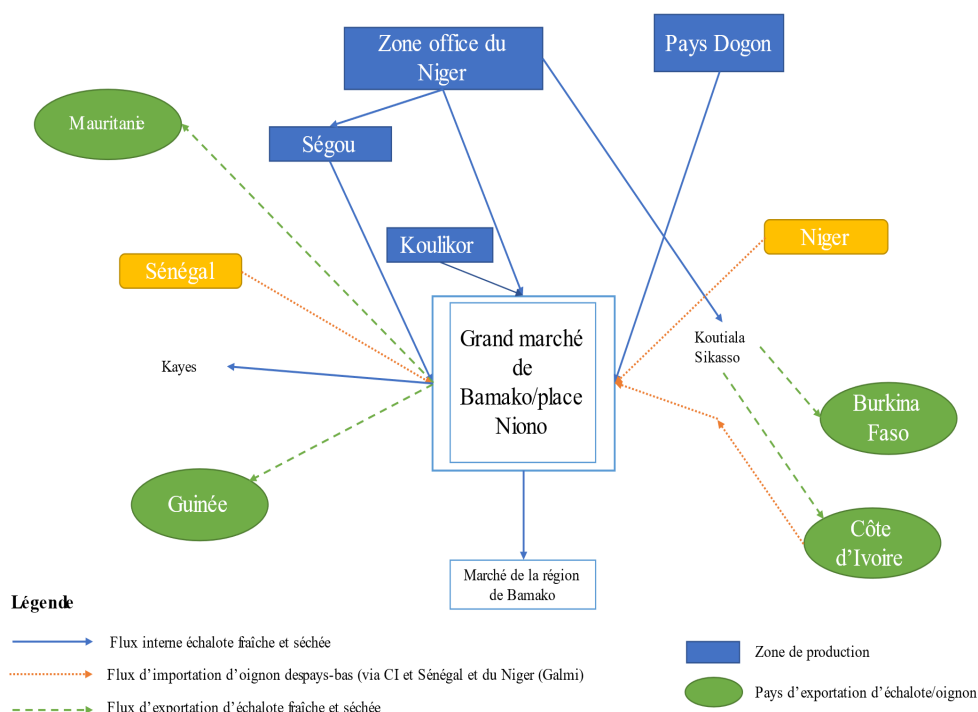 Zone office du
Niger
Pays Dogon
Mauritanie
Ségou
Koulikor
Niger
Sénégal
Grand marché
de
Bamako/place
Niono
Koutiala
Sikasso
Kayes
Burkina
Faso
Guinée
Côte
d'Ivoire
Marché de la région
de Bamako
Légende
Flux interne échalote fraîche et séchée
Flux d'importation d'oignon despays-bas (via CI et Sénégal et du Niger (Galmi)
Flux d'exportation d'échalote fraîche et séchée
Zone de production
Pays d'exportation d'échalote/oignon